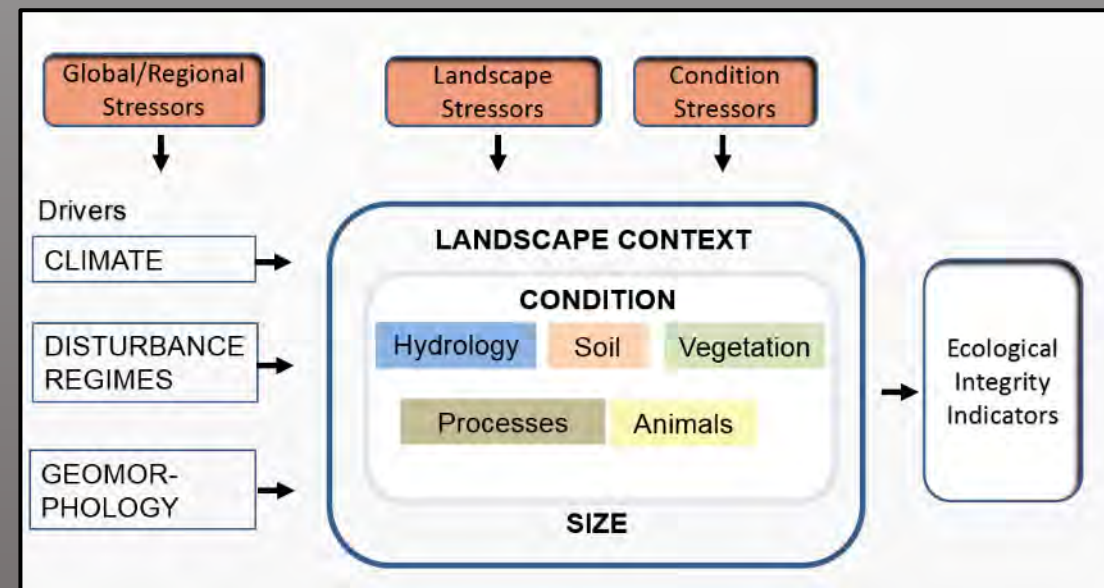 Global/Regional
Stressors
Landscape
Stressors
Condition
Stressors
Drivers
CLIMATE
DISTURBANCE
REGIMES
GEOMOR-
PHOLOGY
LANDSCAPE CONTEXT
CONDITION
Hydrology
Soil
Vegetation
Processes
Animals
SIZE
Ecological
Integrity
Indicators